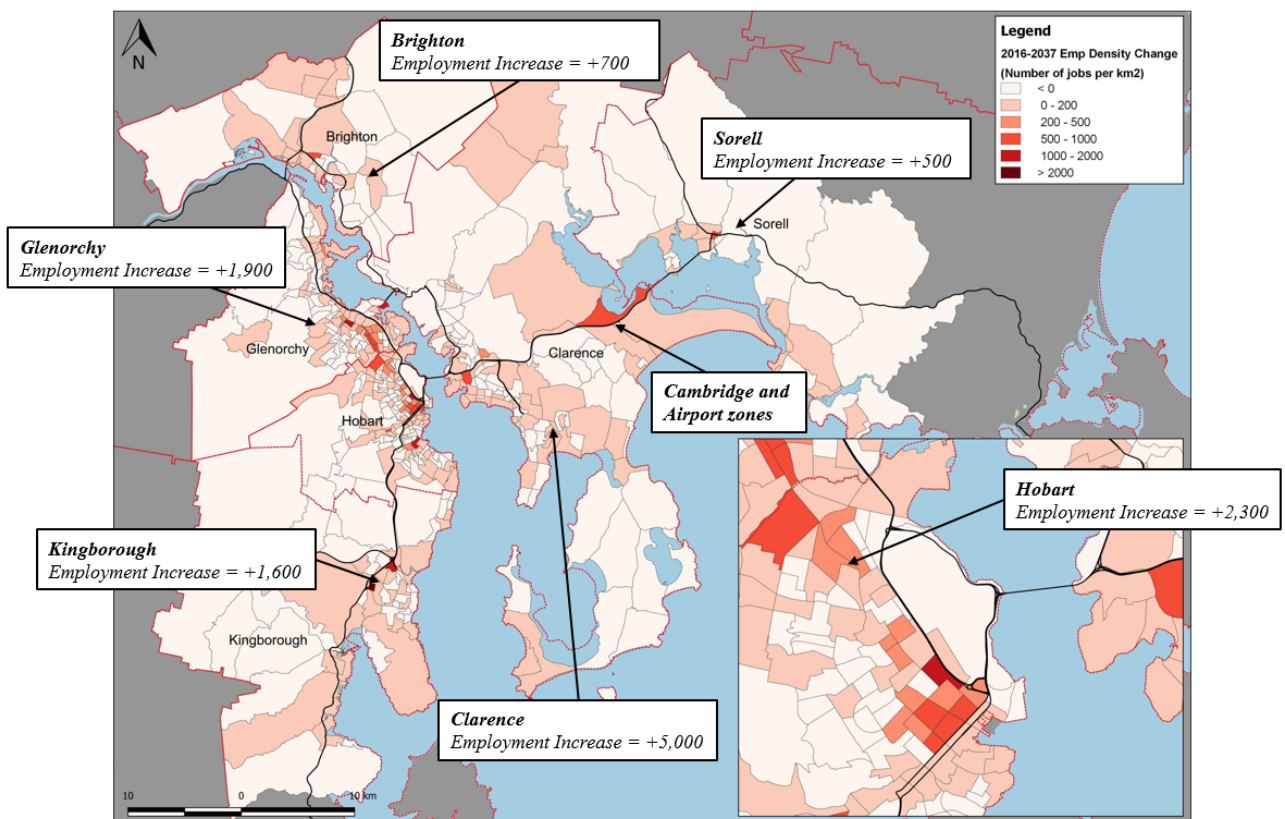 N
Brighton
Employment Increase = +700
Legend
2016-2037 Emp Density Change
(Number of jobs per km2)
< 0
0 - 200
200 - 500
500 - 1000
1000 - 2000
> 2000
Brighton
Sorell
Employment Increase = +500
Sorell
Glenorchy
Employment Increase = +1,900
Glenorchy
Clarence
Cambridge and
Airport zones
Hobart
Hobart
Employment Increase = +2,300
Kingborough
Employment Increase = +1,600
Kingborough
Clarence
Employment Increase = +5,000
10
0
10 km